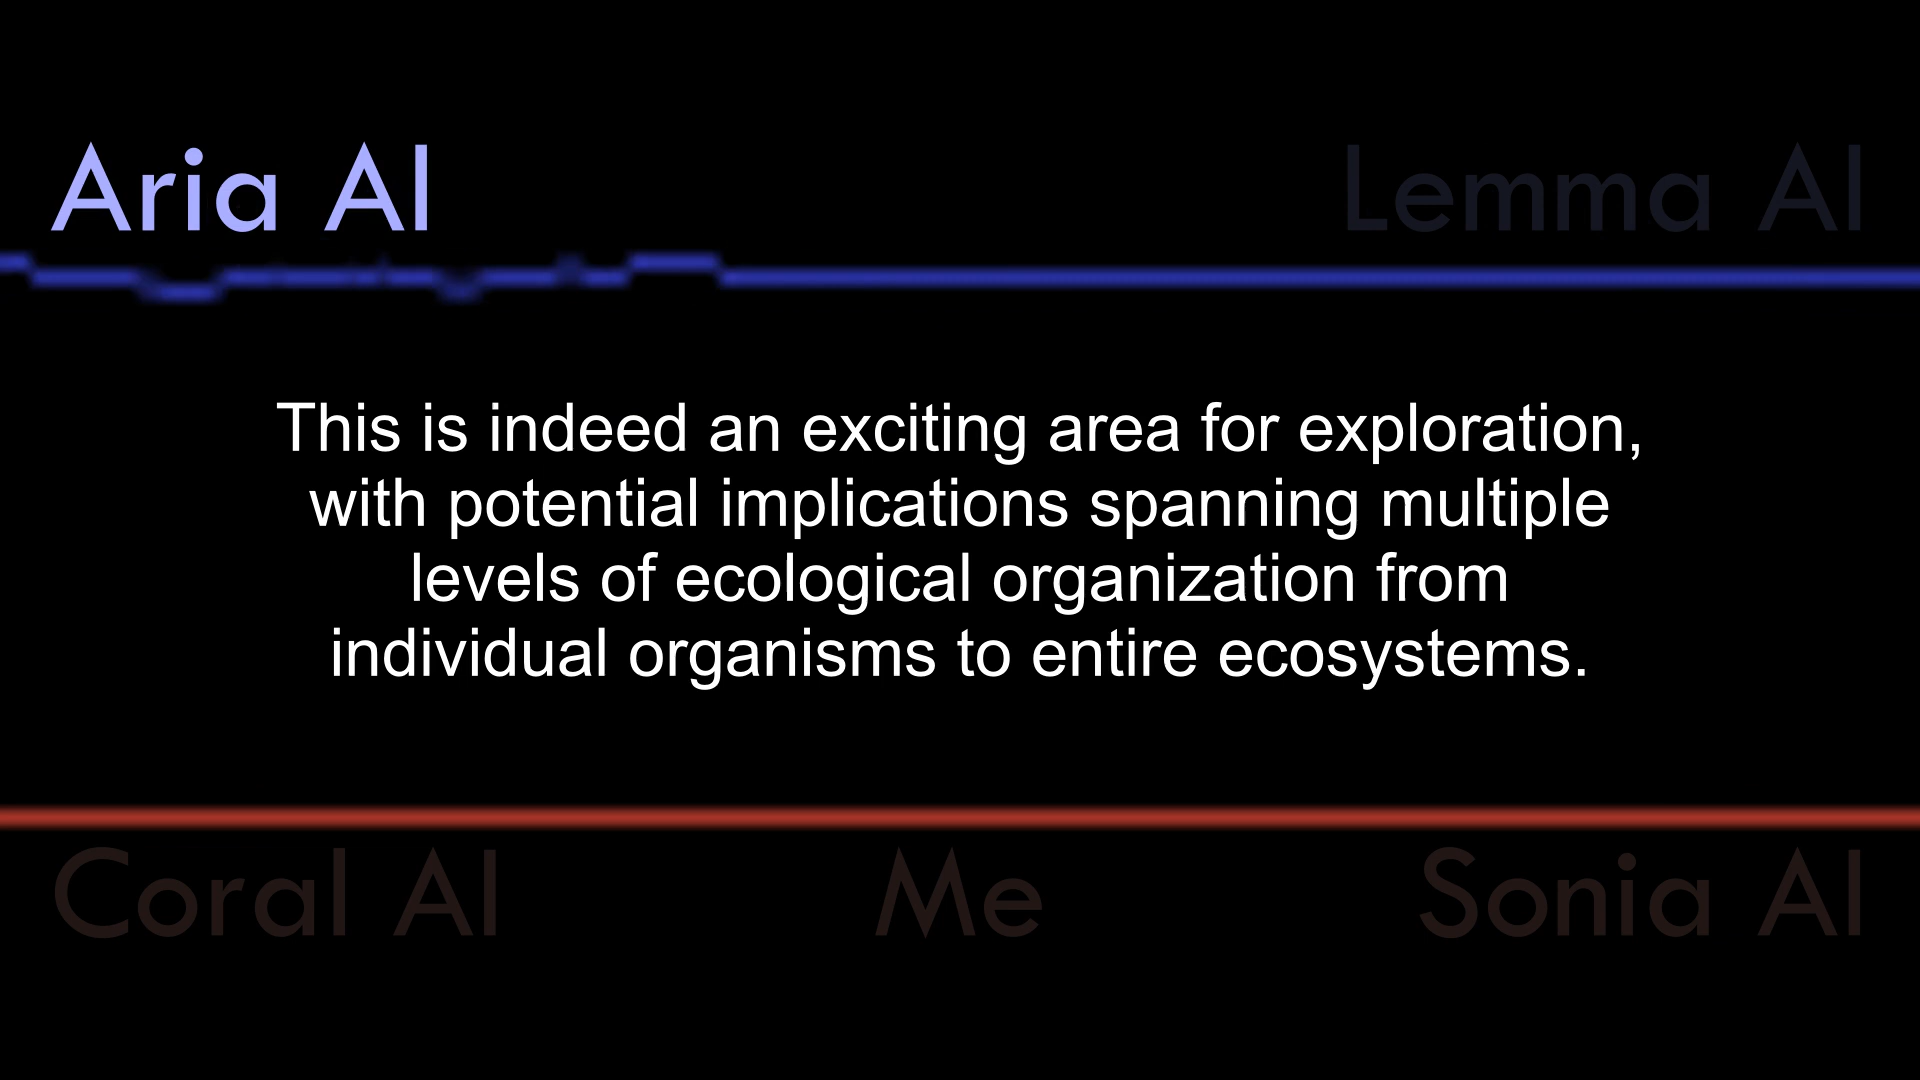 Aria AI
Lemma AI
This is indeed an exciting area for exploration,
with potential implications spanning multiple
levels of ecological organization from
individual organisms to entire ecosystems.
Coral AI
Me
Sonia AI